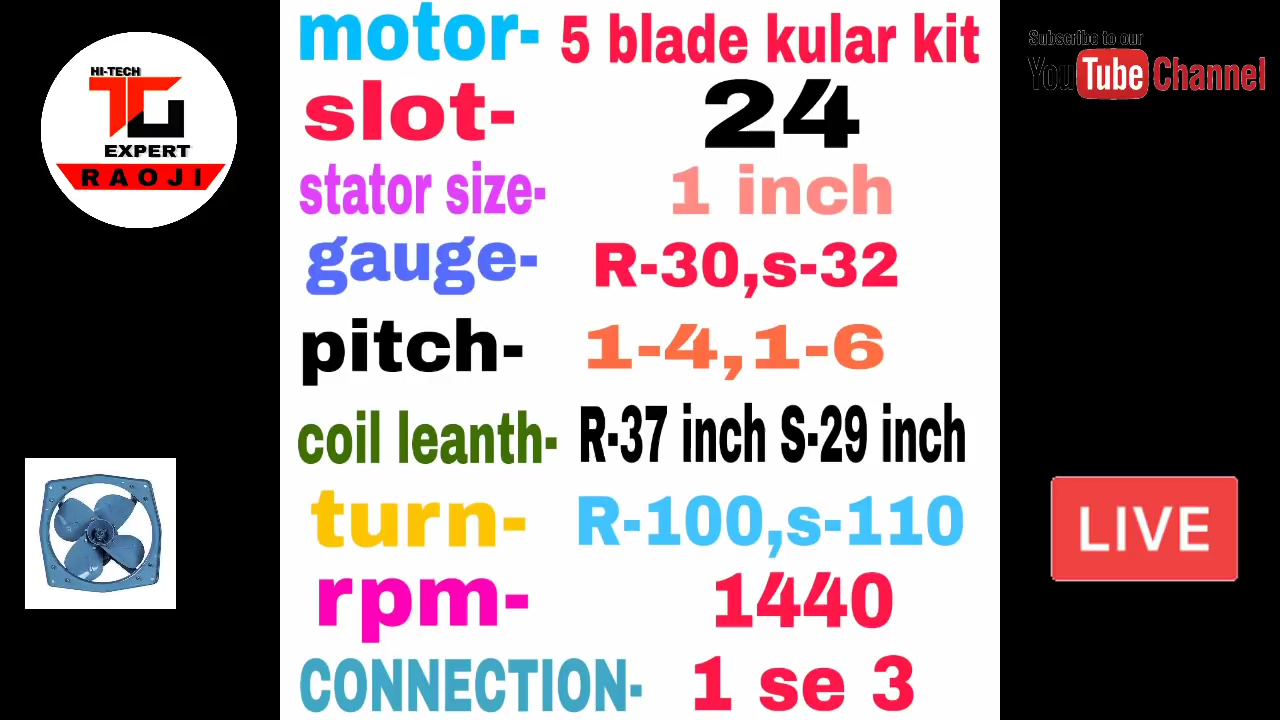 HI-TECH
TG
EXPERT
RAOJI
motor- 5 blade kular kit
slot- 24
stator size- 1 inch
gauge- R-30,s-32
pitch- 1-4,1-6
coil leanth- R-37 inch S-29 inch
turn- R-100,s-110
rpm- 1440
CONNECTION- 1 se 3
Subscribe to our
YouTube Channel
LIVE